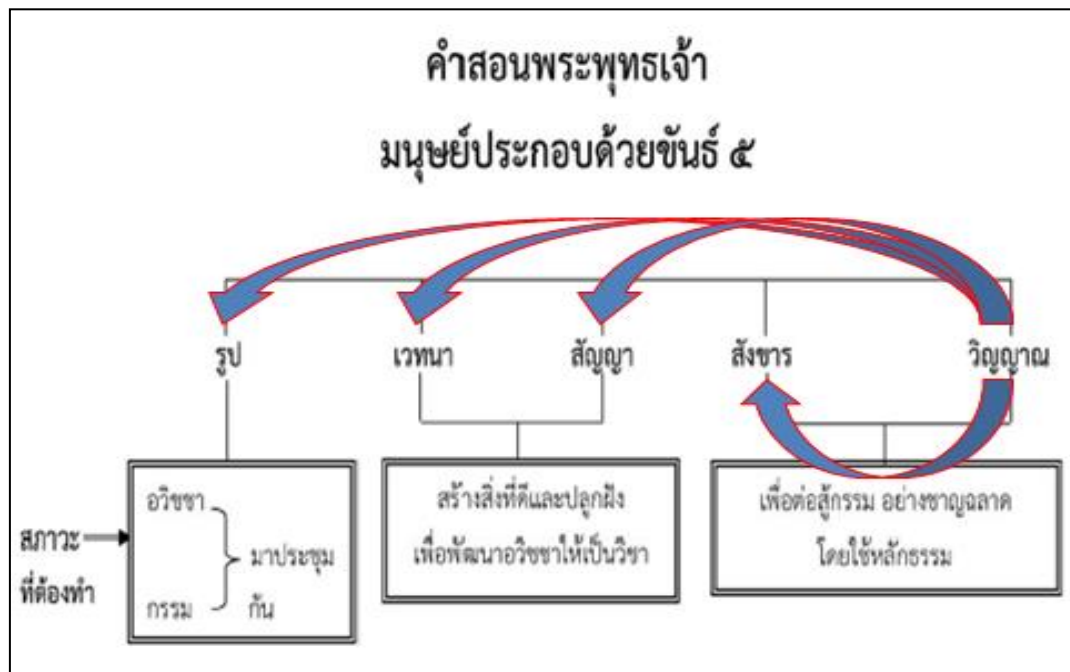 คำสอนพระพุทธเจ้า
มนุษย์ประกอบด้วยขันธ์ ๕
รูป เวทนา สัญญา สังขาร วิญญาณ
สภาวะ
ที่ต้องทำ
อวิชชา
มาประชุม
กรรม กัน
สร้างสิ่งที่ดีและปลูกฝัง
เพื่อพัฒนาอวิชชาให้เป็นวิชา
เพื่อต่อสู้กรรม อย่างชาญฉลาด
โดยใช้หลักธรรม